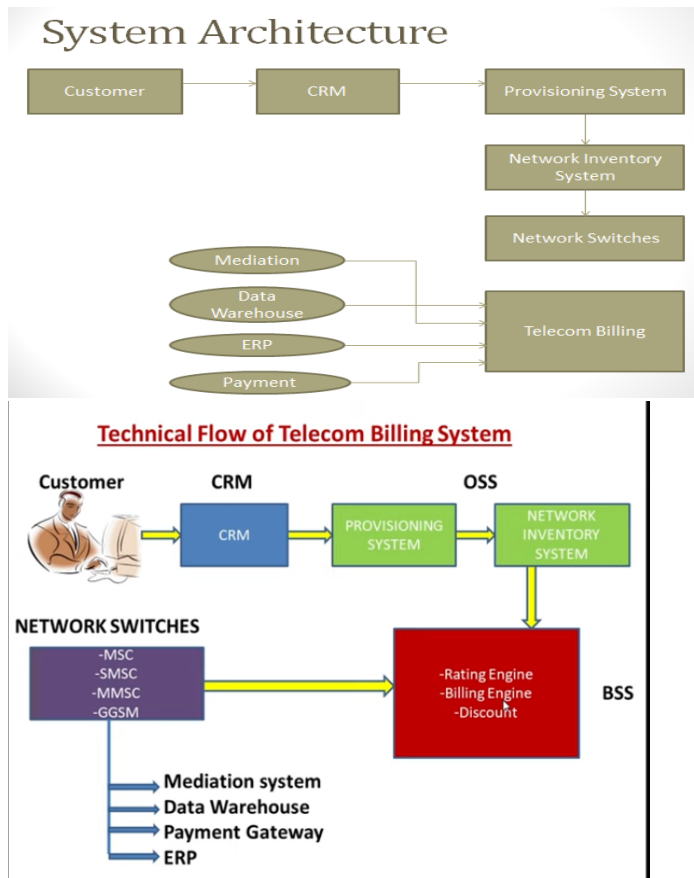 System Architecture
Customer
CRM
Provisioning System
Network Inventory
System
Network Switches
Mediation
Data
Warehouse
ERP
Payment
Telecom Billing
Technical Flow of Telecom Billing System
Customer
CRM
OSS
CRM
PROVISIONING
SYSTEM
NETWORK
INVENTORY
SYSTEM
NETWORK SWITCHES
-MSC
-SMSC
-MMSC
-GGSM
-Rating Engine
-Billing Engine
-Discount
BSS
Mediation system
Data Warehouse
Payment Gateway
ERP